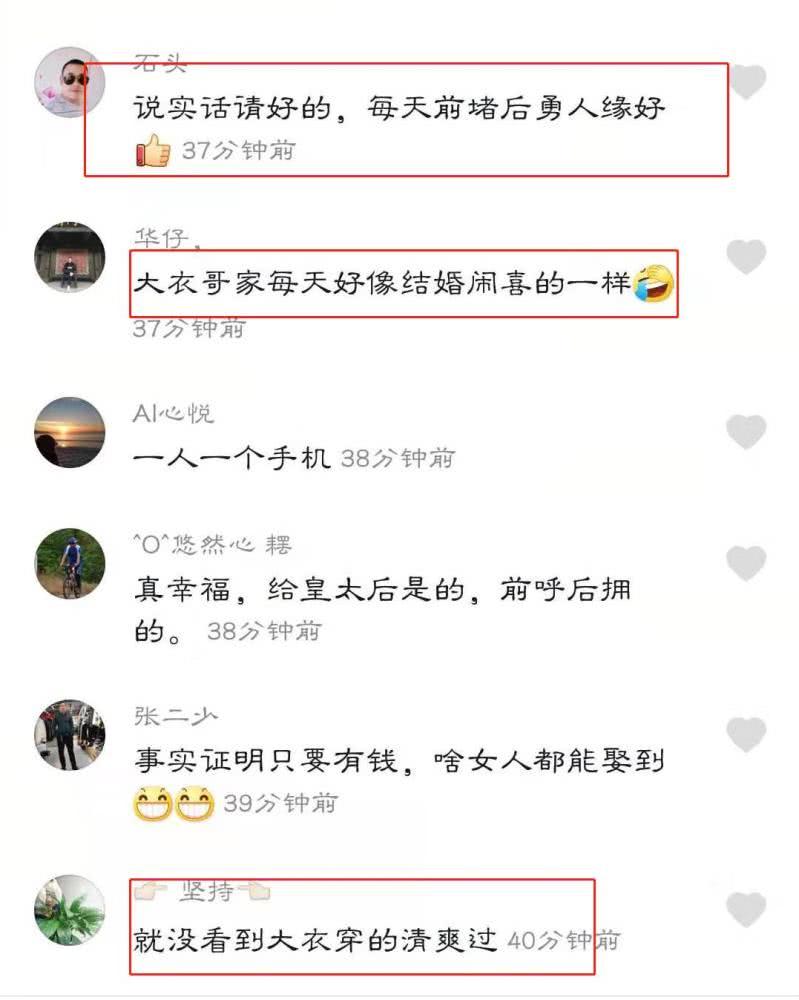 石头
说实话请好的，每天前堵后勇人缘好
👍 37分钟前
华仔，
大衣哥家每天好像结婚闹喜的一样🤣
37分钟前
AI心悦
一人一个手机 38分钟前
^O^悠然心 耀
真幸福，给皇太后是的，前呼后拥
的。 38分钟前
张二少
事实证明只要有钱，啥女人都能娶到
😁😁 39分钟前
👉🏻 坚持👈🏻
就没看到大衣穿的清爽过 40分钟前